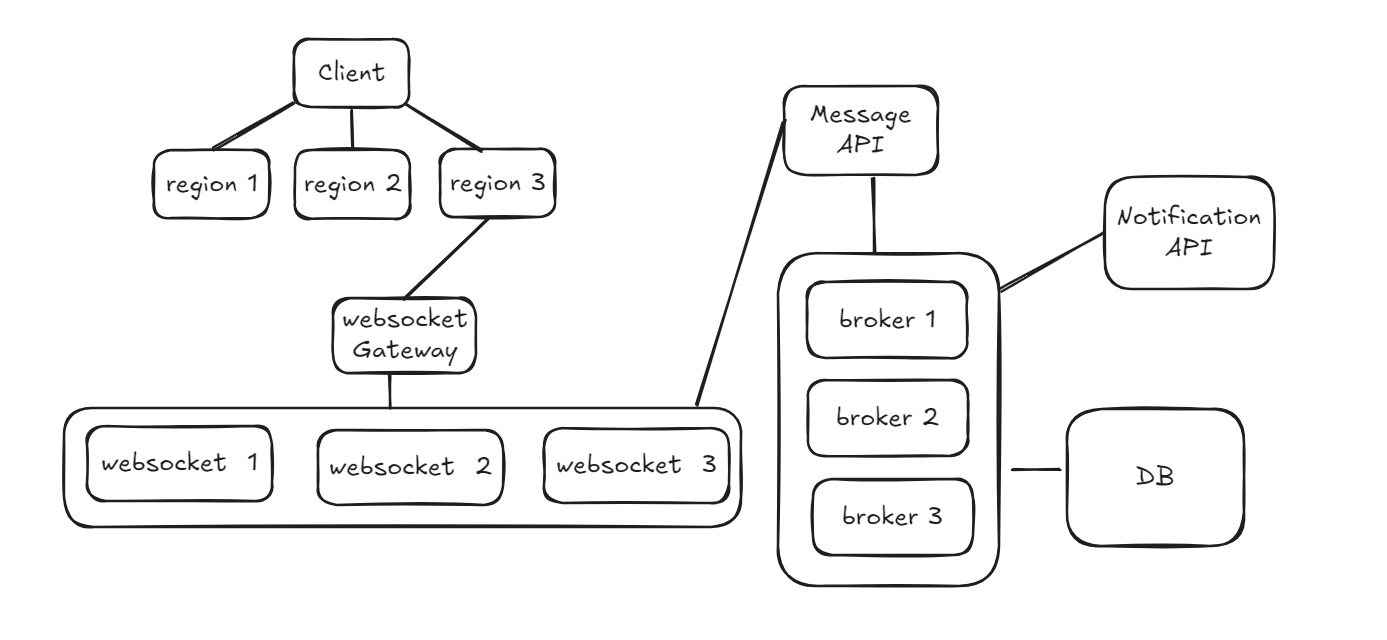 Client
region 1
region 2
region 3
websocket
Gateway
websocket 1
websocket 2
websocket 3
Message
API
broker 1
broker 2
broker 3
Notification
API
DB